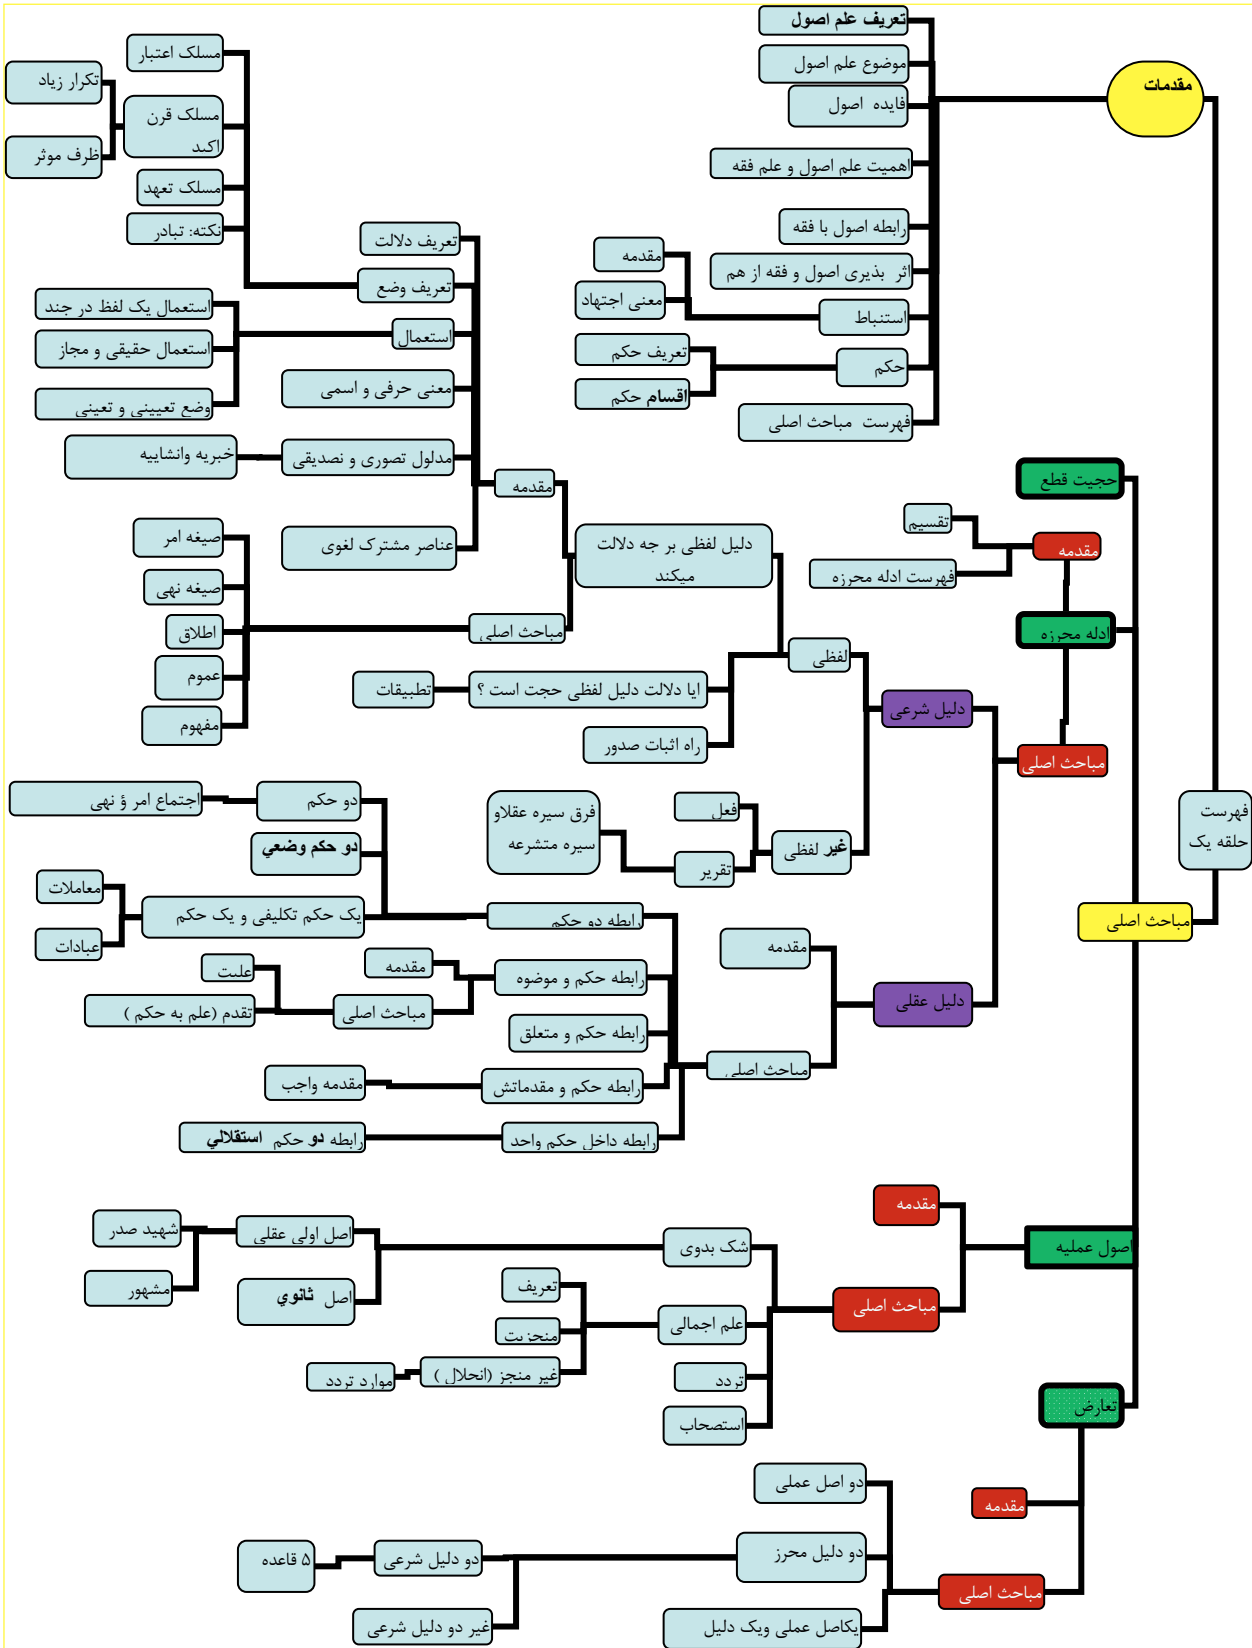 فهرست
حلقه یک
مقدمات
تعریف علم اصول
موضوع علم اصول
فایده اصول
اهمیت علم اصول و علم فقه
رابطه اصول با فقه
اثر پذیری اصول و فقه از هم
استنباط
مقدمه
معنی اجتهاد
حکم
تعریف حکم
اقسام حکم
فهرست مباحث اصلی
مباحث اصلی
حجیت قطع
ادله محرزه
مقدمه
تقسیم
فهرست ادله محرزه
مباحث اصلی
دلیل شرعی
لفظی
دلیل لفظی بر جه دلالت
میکند
مقدمه
تعریف دلالت
تعریف وضع
مسلک اعتبار
مسلک قرن
اکید
تکرار زیاد
ظرف موثر
مسلک تعهد
نکته: تبادر
استعمال
استعمال یک لفظ در جند
استعمال حقیقی و مجاز
وضع تعیینی و تعینی
معنی حرفی و اسمی
مدلول تصوری و تصدیقی
خبریه وانشاییه
عناصر مشترک لغوی
مباحث اصلی
صیغه امر
صیغه نهی
اطلاق
عموم
مفهوم
ایا دلالت دلیل لفظی حجت است ؟
تطبیقات
راه اثبات صدور
غیر لفظی
فعل
تقریر
فرق سیره عقلاو
سیره متشرعه
دلیل عقلی
مقدمه
مباحث اصلی
رابطه دو حکم
دو حکم
اجتماع امر ؤ نهی
دو حکم وضعي
یک حکم تکلیفی و یک حکم
معاملات
عبادات
رابطه حکم و موضوه
مقدمه
مباحث اصلی
علیت
تقدم (علم به حکم )
رابطه حکم و متعلق
رابطه حکم و مقدماتش
مقدمه واجب
رابطه داخل حکم واحد
رابطه دو حکم استقلالي
اصول عملیه
مقدمه
مباحث اصلی
شک بدوی
اصل اولی عقلی
شهید صدر
مشهور
اصل ثانوي
علم اجمالی
تعریف
منجزیت
غیر منجز (انحلال )
موارد تردد
تردد
استصحاب
تعارض
مقدمه
مباحث اصلی
دو اصل عملی
دو دلیل محرز
دو دلیل شرعی
۵ قاعده
غیر دو دلیل شرعی
یکاصل عملی ویک دلیل